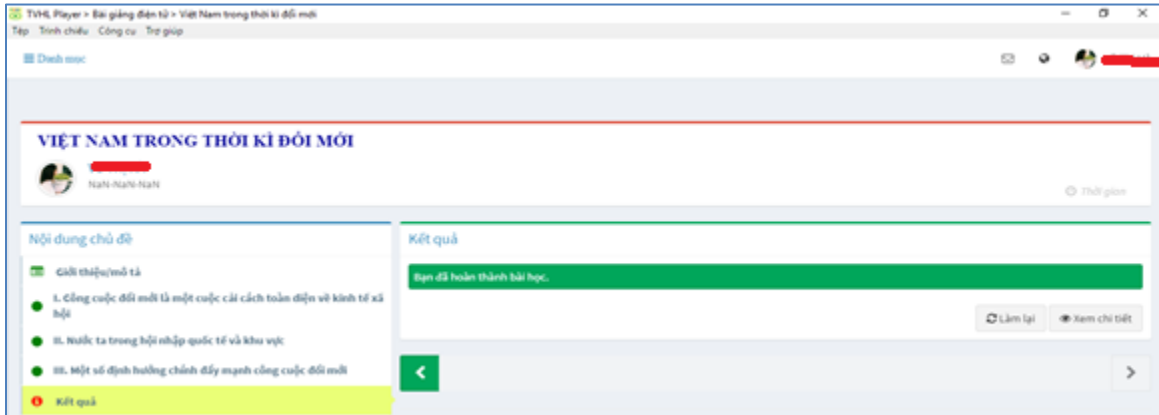 TVHL Player > Bài giảng điện tử > Việt Nam trong thời kì đổi mới
Tệp Trình chiếu Công cụ Trợ giúp
Danh mục
VIỆT NAM TRONG THỜI KÌ ĐỔI MỚI
NaN-NaN-NaN
Thời gian
Nội dung chủ đề
Giới thiệu/mô tả
I. Công cuộc đổi mới là một cuộc cải cách toàn diện về kinh tế xã
hội
II. Nước ta trong hội nhập quốc tế và khu vực
III. Một số định hướng chính đẩy mạnh công cuộc đổi mới
Kết quả
Kết quả
Bạn đã hoàn thành bài học.
Làm lại
Xem chi tiết